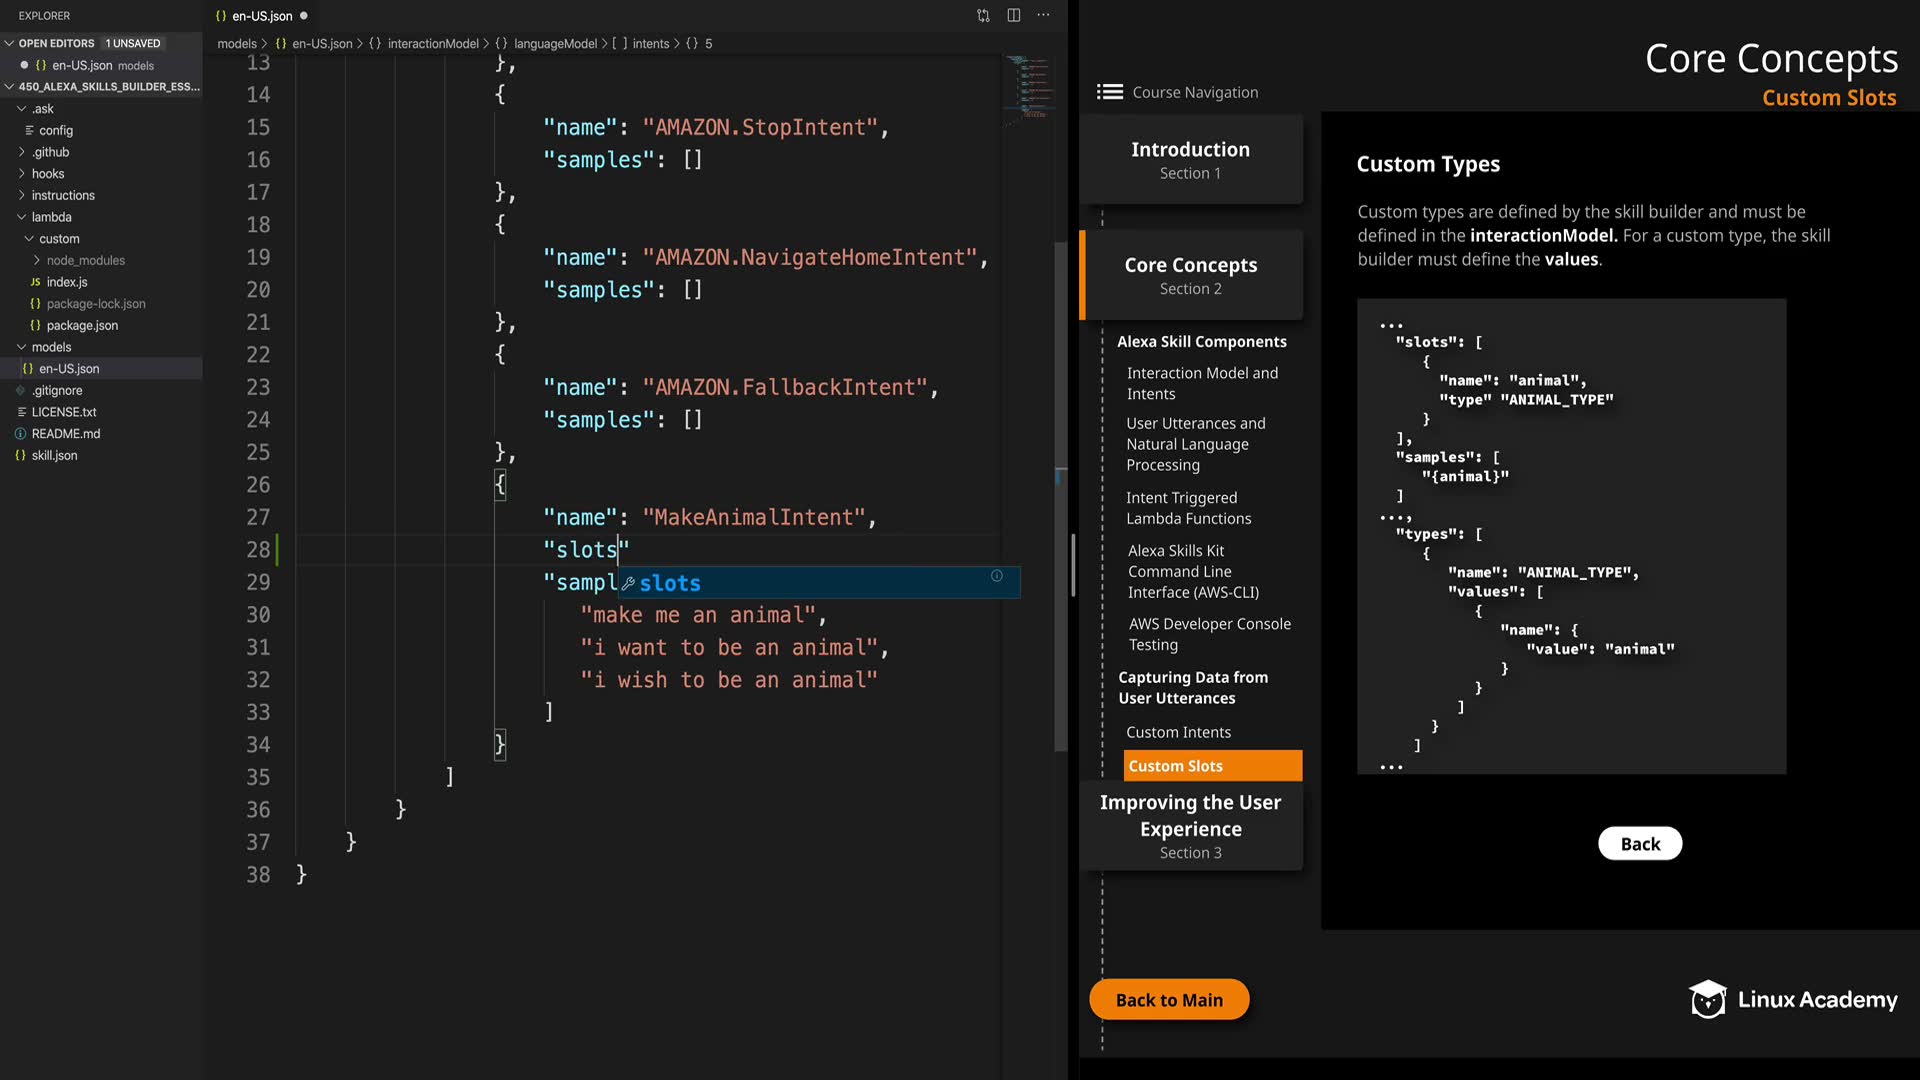 EXPLORER
OPEN EDITORS 1 UNSAVED
{} en-US.json models
450_ALEXA_SKILLS_BUILDER_ESS...
.ask
config
.github
hooks
instructions
lambda
custom
node_modules
JS index.js
{} package-lock.json
{} package.json
models
{} en-US.json
.gitignore
LICENSE.txt
README.md
{} skill.json
{} en-US.json
models > {} en-US.json > {} interactionModel > {} languageModel > [ ] intents > {} 5
13 },
14 {
15 "name": "AMAZON.StopIntent",
16 "samples": []
17 },
18 {
19 "name": "AMAZON.NavigateHomeIntent",
20 "samples": []
21 },
22 {
23 "name": "AMAZON.FallbackIntent",
24 "samples": []
25 },
26 {
27 "name": "MakeAnimalIntent",
28 "slots"
29 "sampl
slots
30 "make me an animal",
31 "i want to be an animal",
32 "i wish to be an animal"
33 ]
34 }
35 ]
36 }
37 }
38 }
Core Concepts
Custom Slots
Course Navigation
Introduction
Section 1
Core Concepts
Section 2
Alexa Skill Components
Interaction Model and
Intents
User Utterances and
Natural Language
Processing
Intent Triggered
Lambda Functions
Alexa Skills Kit
Command Line
Interface (AWS-CLI)
AWS Developer Console
Testing
Capturing Data from
User Utterances
Custom Intents
Custom Slots
Improving the User
Experience
Section 3
Back to Main
Custom Types
Custom types are defined by the skill builder and must be
defined in the interactionModel. For a custom type, the skill
builder must define the values.
...
"slots": [
{
"name": "animal",
"type" "ANIMAL_TYPE"
}
],
"samples": [
"{animal}"
]
...,
"types": [
{
"name": "ANIMAL_TYPE",
"values": [
{
"name": {
"value": "animal"
}
}
]
}
]
...
Back
Linux Academy